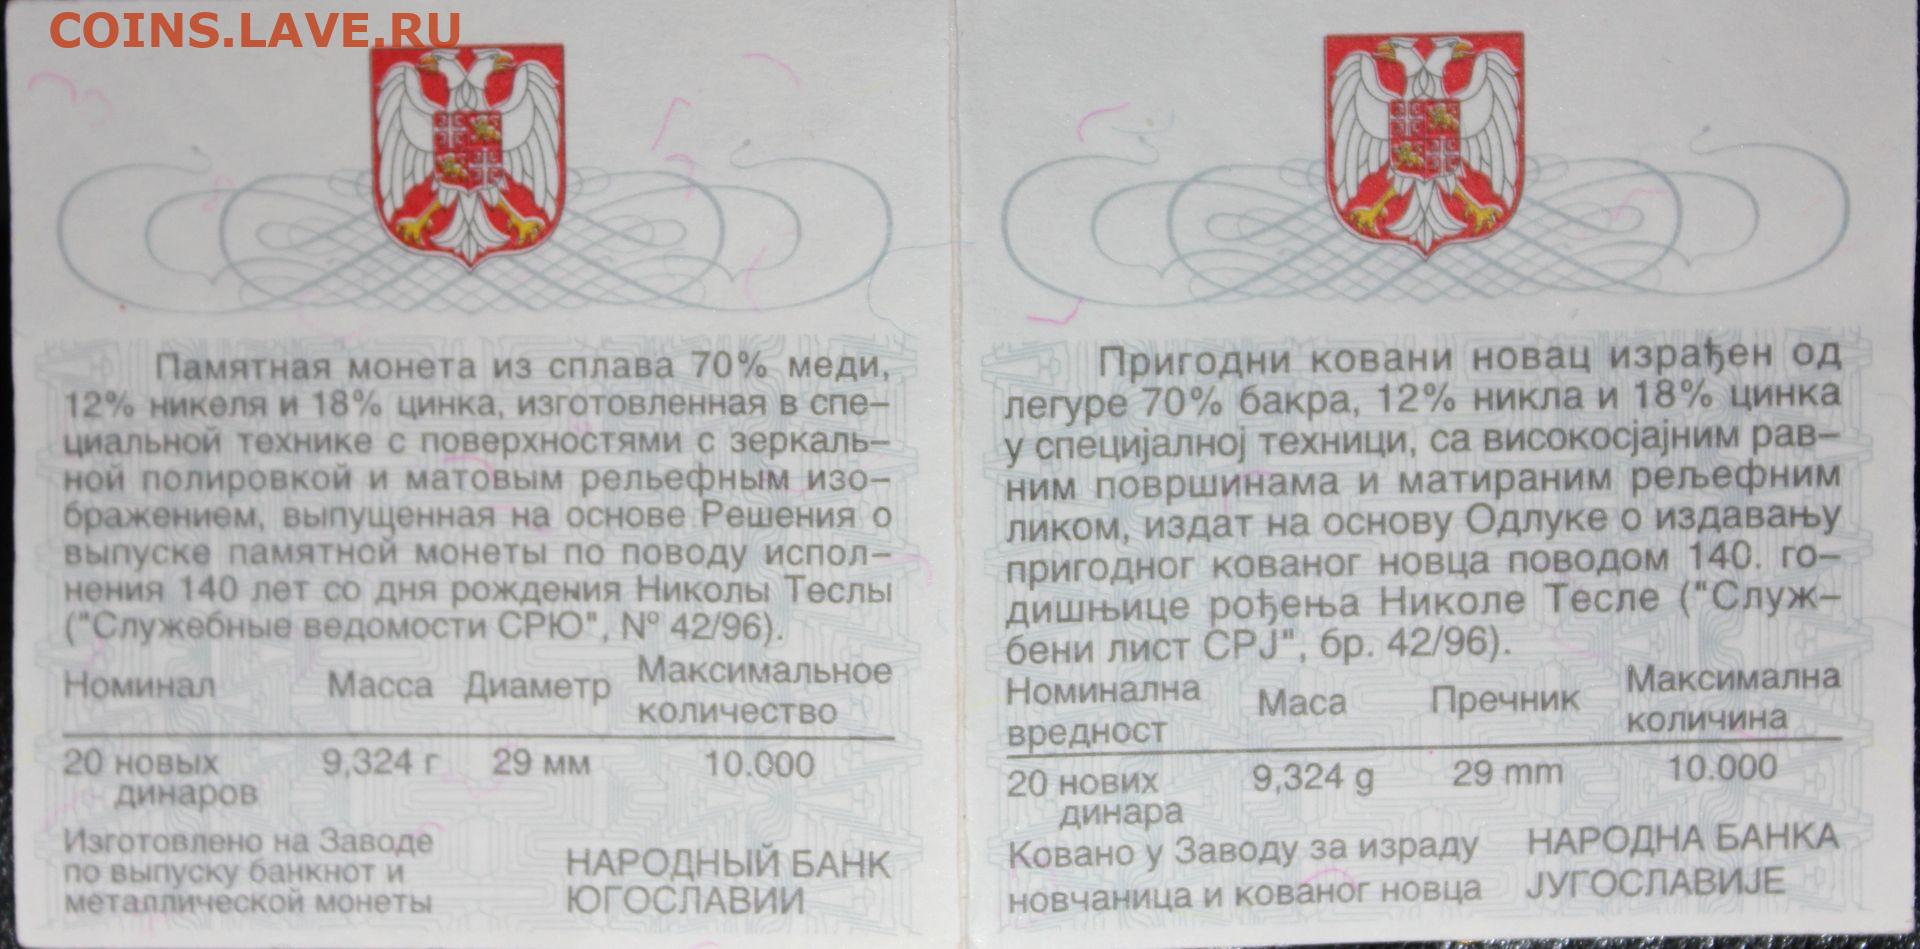 COINS.LAVE.RU
Памятная монета из сплава 70% меди,
12% никеля и 18% цинка, изготовленная в спе-
циальной технике с поверхностями с зеркаль-
ной полировкой и матовым рельефным изо-
бражением, выпущенная на основе Решения о
выпуске памятной монеты по поводу испол-
нения 140 лет со дня рождения Николы Теслы
("Служебные ведомости СРЮ", № 42/96).
Номинал Масса Диаметр Максимальное
количество
20 новых 9,324 г 29 мм 10.000
динаров
Изготовлено на Заводе
по выпуску банкнот и
металлической монеты
НАРОДНЫЙ БАНК
ЮГОСЛАВИИ
Пригодни ковани новац израђен од
легуре 70% бакра, 12% никла и 18% цинка
у специјалној техници, са високосјајним рав-
ним површинама и матираним рељефним
ликом, издат на основу Одлуке о издавању
пригодног кованог новца поводом 140. го-
дишњице рођења Николе Тесле ("Служ-
бени лист СРЈ", бр. 42/96).
Номинална Маса Пречник Максимална
вредност количина
20 нових 9,324 g 29 mm 10.000
динара
Ковано у Заводу за израду
новчаница и кованог новца
НАРОДНА БАНКА
ЈУГОСЛАВИЈЕ